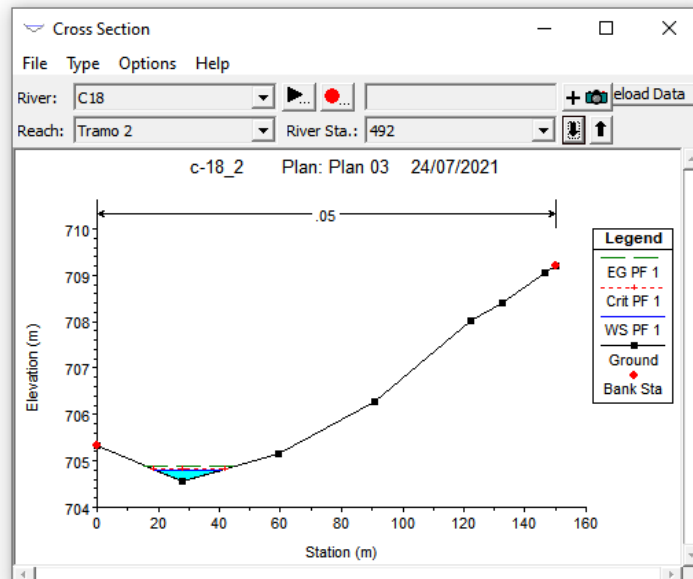 Cross Section
File Type Options Help
River: C18 ... ... + eload Data
Reach: Tramo 2 River Sta.: 492
c-18_2 Plan: Plan 03 24/07/2021
.05
710
709
708
707
706
705
704
0 20 40 60 80 100 120 140 160
Elevation (m)
Station (m)
Legend
EG PF 1
Crit PF 1
WS PF 1
Ground
Bank Sta